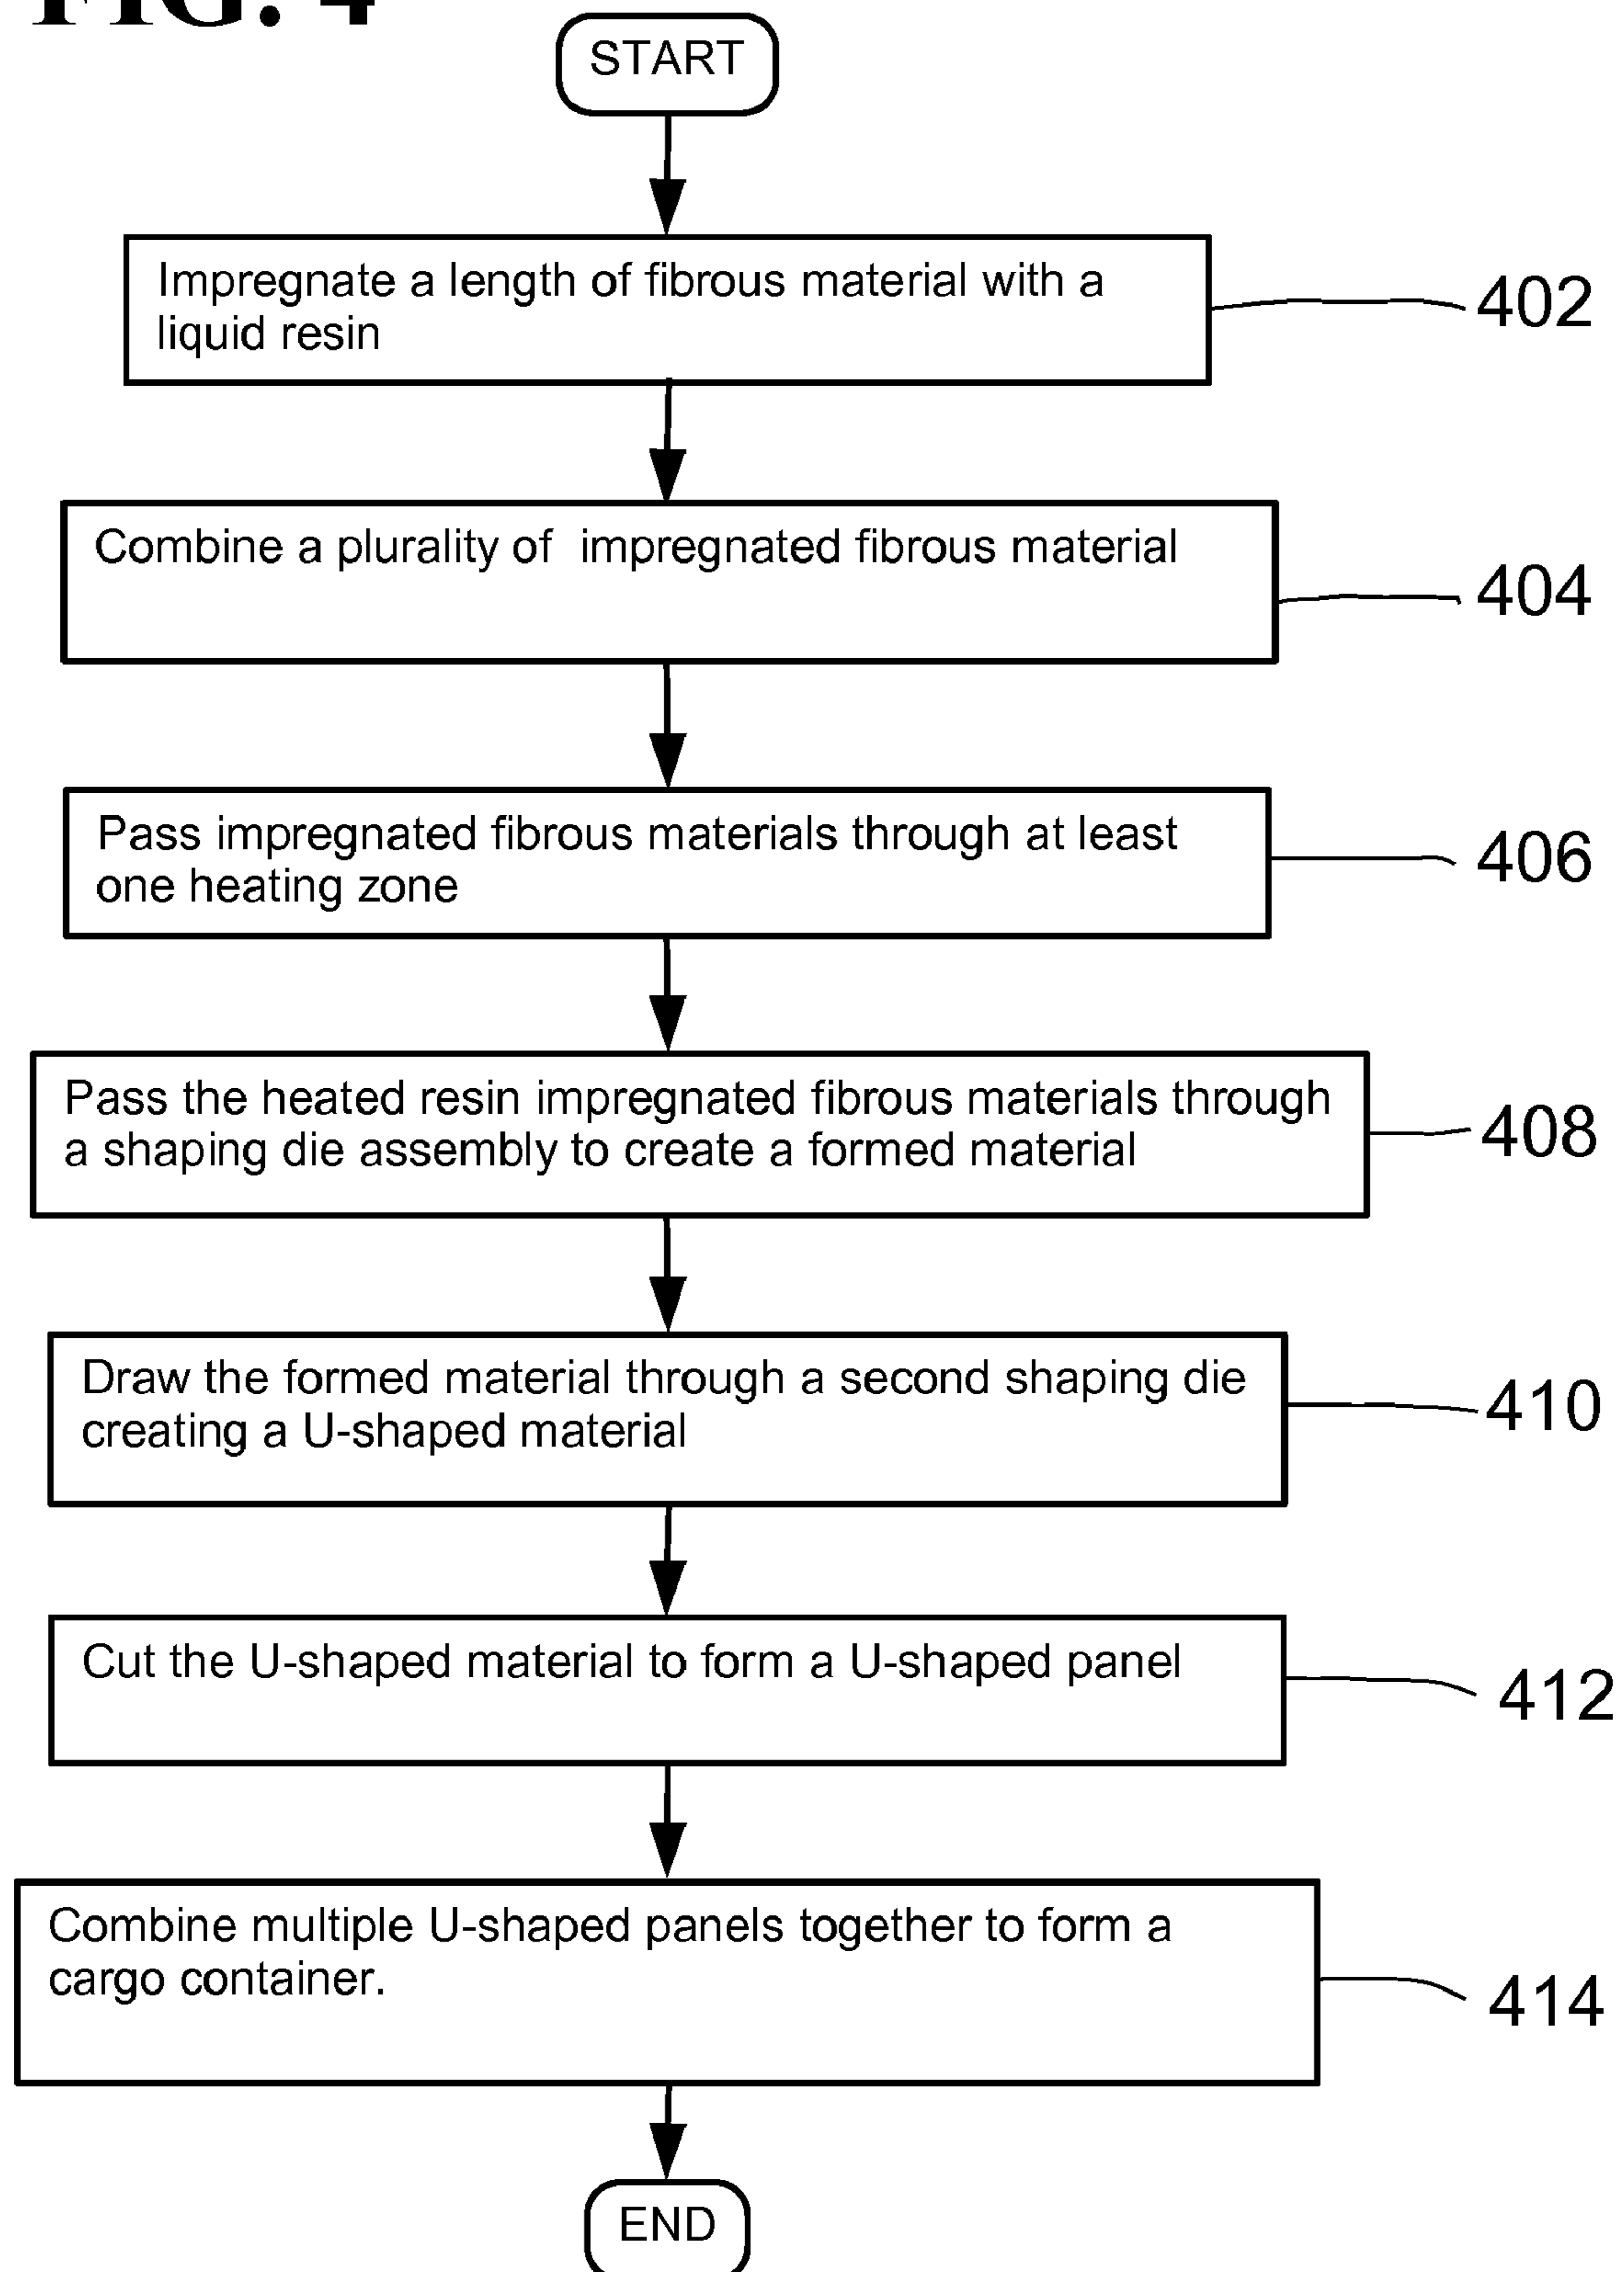 FIG. 4
START
Impregnate a length of fibrous material with a
liquid resin
402
Combine a plurality of impregnated fibrous material
404
Pass impregnated fibrous materials through at least
one heating zone
406
Pass the heated resin impregnated fibrous materials through
a shaping die assembly to create a formed material
408
Draw the formed material through a second shaping die
creating a U-shaped material
410
Cut the U-shaped material to form a U-shaped panel
412
Combine multiple U-shaped panels together to form a
cargo container.
414
END